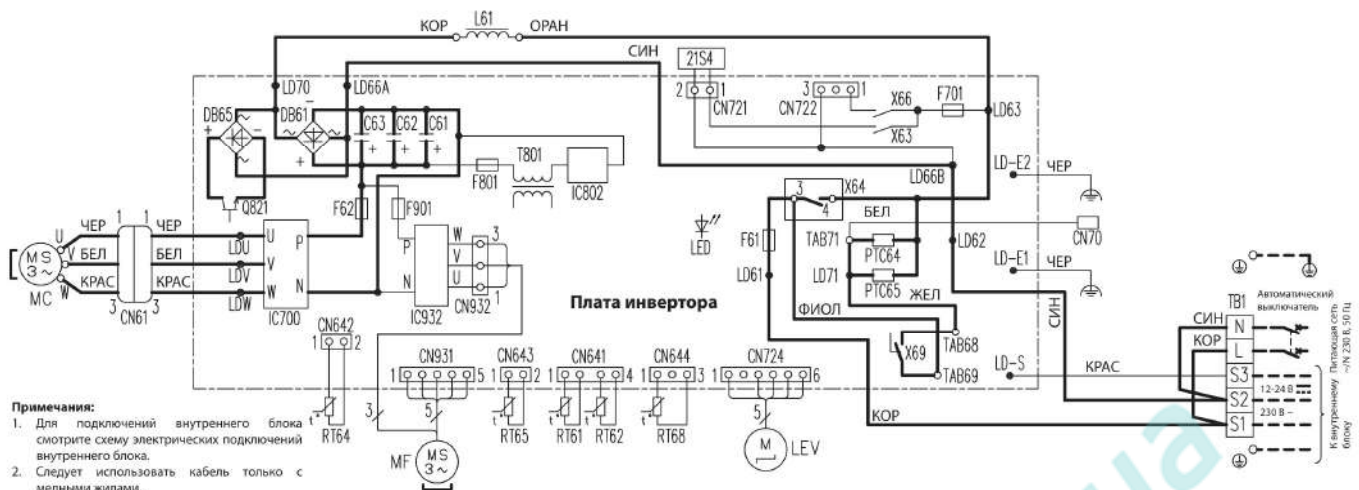 КОР L61 ОРАН
СИН
21S4
LD70 LD66A
2 1
CN721
3 1
CN722
X66 F701
X63
LD63
DB65 DB61
C63 C62 C61
T801
F801
IC802
Q821
F62 F901
LD66B
LD-E2 ЧЕР
3 X64
4
БЕЛ
LED
F61
TAB71
PTC64
LD62
CN70
U ЧЕР 1 1 ЧЕР LDU U P
V БЕЛ БЕЛ LDV V
W КРАС 3 3 КРАС LDW W N
MS
3~
MC
CN61
IC700
P W 3
V
N U 1
IC932 CN932
LD61
LD71
PTC65
LD-E1 ЧЕР
Плата инвертора
ФИОЛ
ЖЕЛ
СИН
TB1
Автоматический
выключатель
СИН N
КОР L
S3
S2
S1
12-24 В
230 В ~
Питающая сеть
~/N 230 В, 50 Гц
К внутреннему
блоку
X69
TAB68
TAB69
LD-S КРАС
КОР
CN642
1 2
CN931
1 5
CN643
1 2
CN641
1 4
CN644
1 3
CN724
1 6
t° RT64
3
5
t° RT65
t° RT61
t° RT62
t° RT68
5
MF
MS
3~
M
LEV
Примечания:
1. Для подключений внутреннего блока
смотрите схему электрических подключений
внутреннего блока.
2. Следует использовать кабель только с
медными жилами.
ua